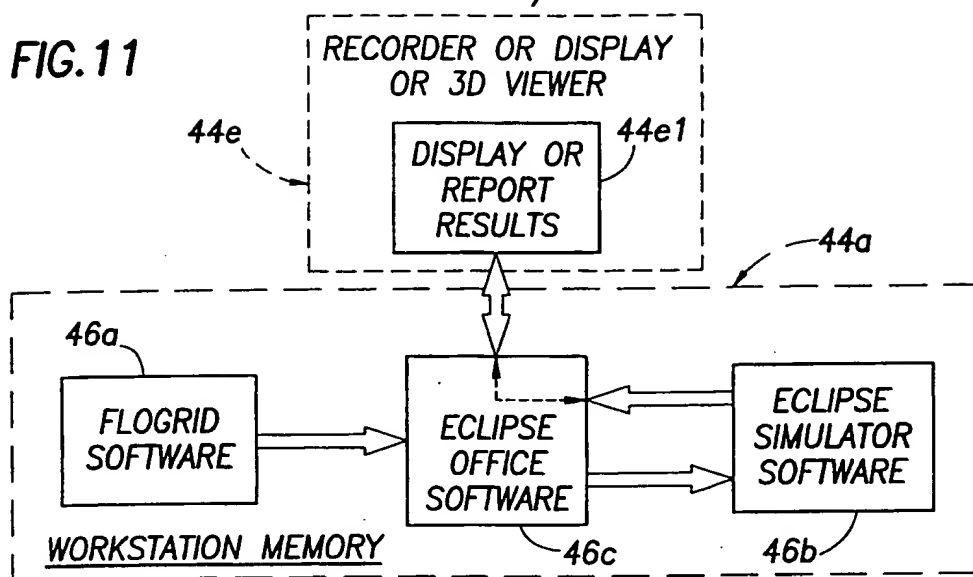 FIG.11
RECORDER OR DISPLAY
OR 3D VIEWER
44e
44e1
DISPLAY OR
REPORT
RESULTS
44a
46a
FLOGRID
SOFTWARE
ECLIPSE
OFFICE
SOFTWARE
ECLIPSE
SIMULATOR
SOFTWARE
WORKSTATION MEMORY
46c
46b